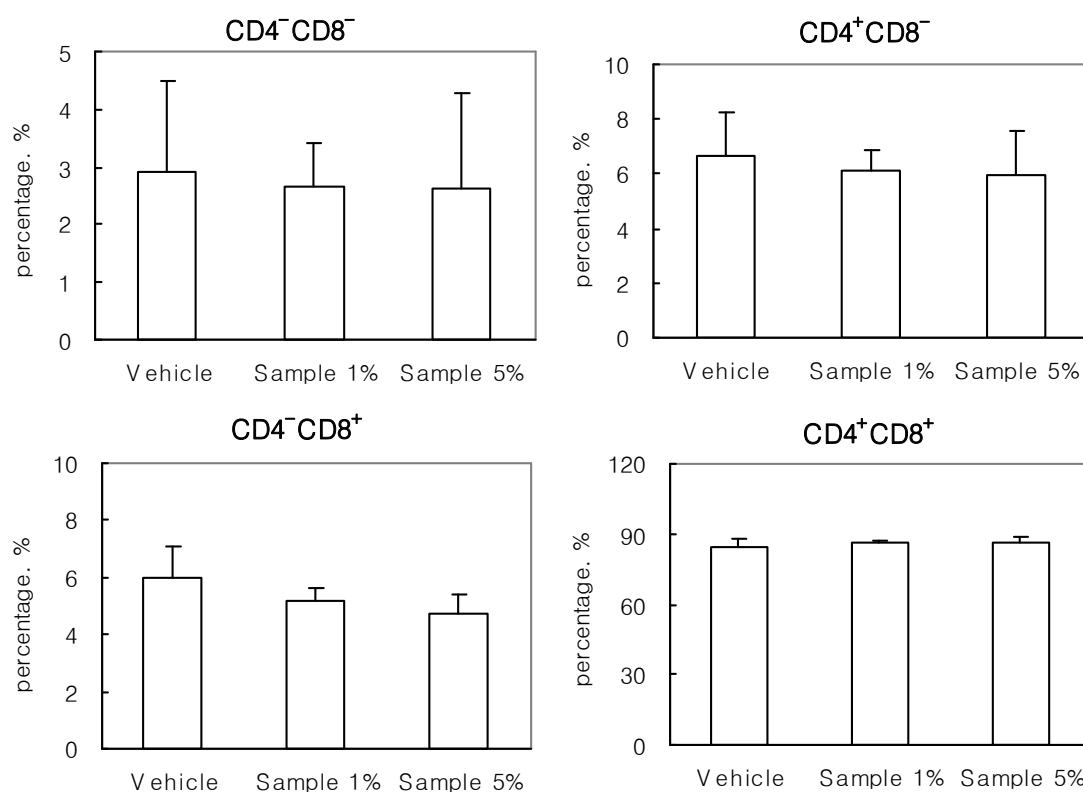 CD4⁻CD8⁻
5
4
3
2
1
0
percentage. %
Vehicle Sample 1% Sample 5%
CD4⁺CD8⁻
10
8
6
4
2
0
percentage. %
Vehicle Sample 1% Sample 5%
CD4⁻CD8⁺
10
8
6
4
2
0
percentage. %
Vehicle Sample 1% Sample 5%
CD4⁺CD8⁺
120
90
60
30
0
percentage. %
Vehicle Sample 1% Sample 5%